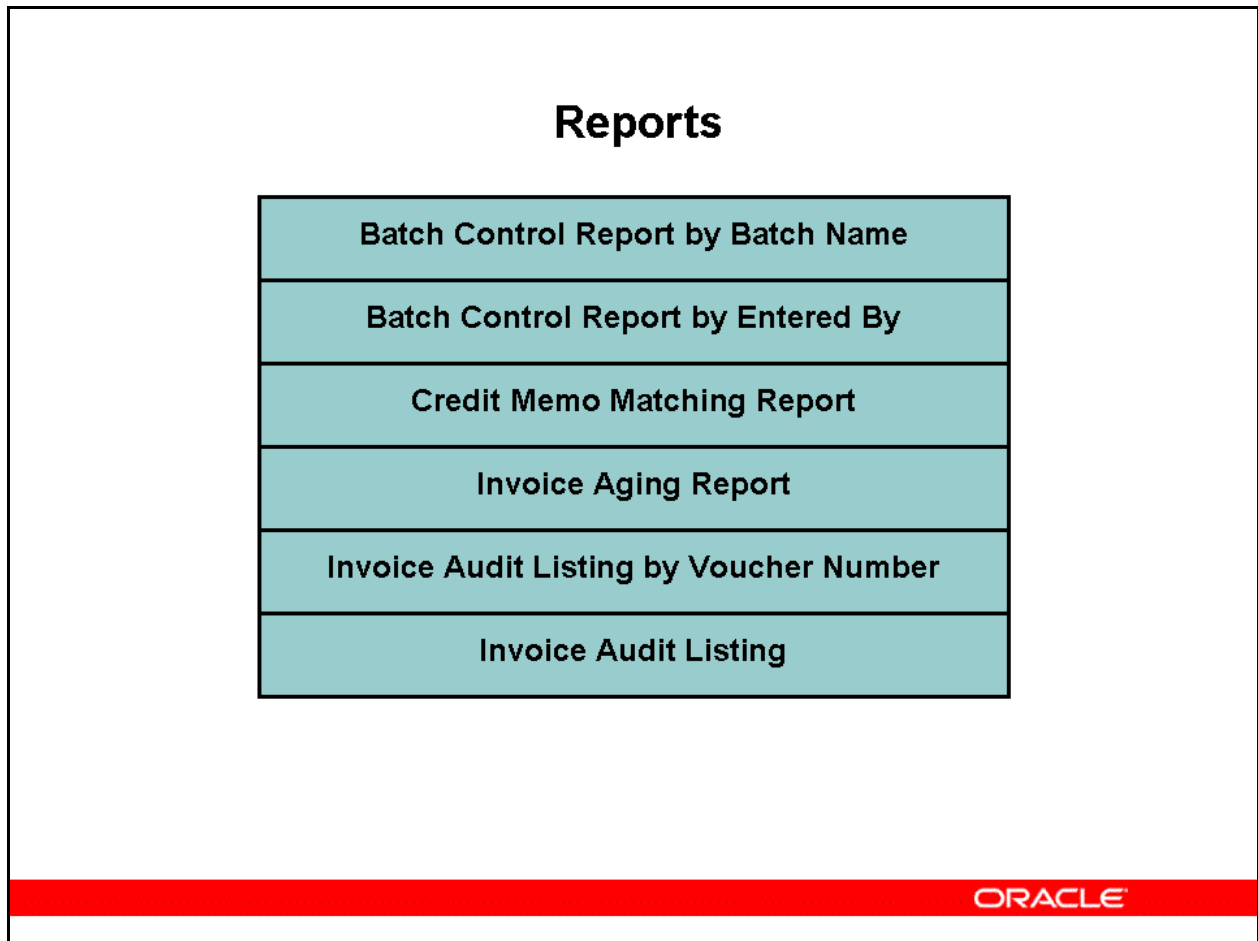 Reports
Batch Control Report by Batch Name
Batch Control Report by Entered By
Credit Memo Matching Report
Invoice Aging Report
Invoice Audit Listing by Voucher Number
Invoice Audit Listing
ORACLE